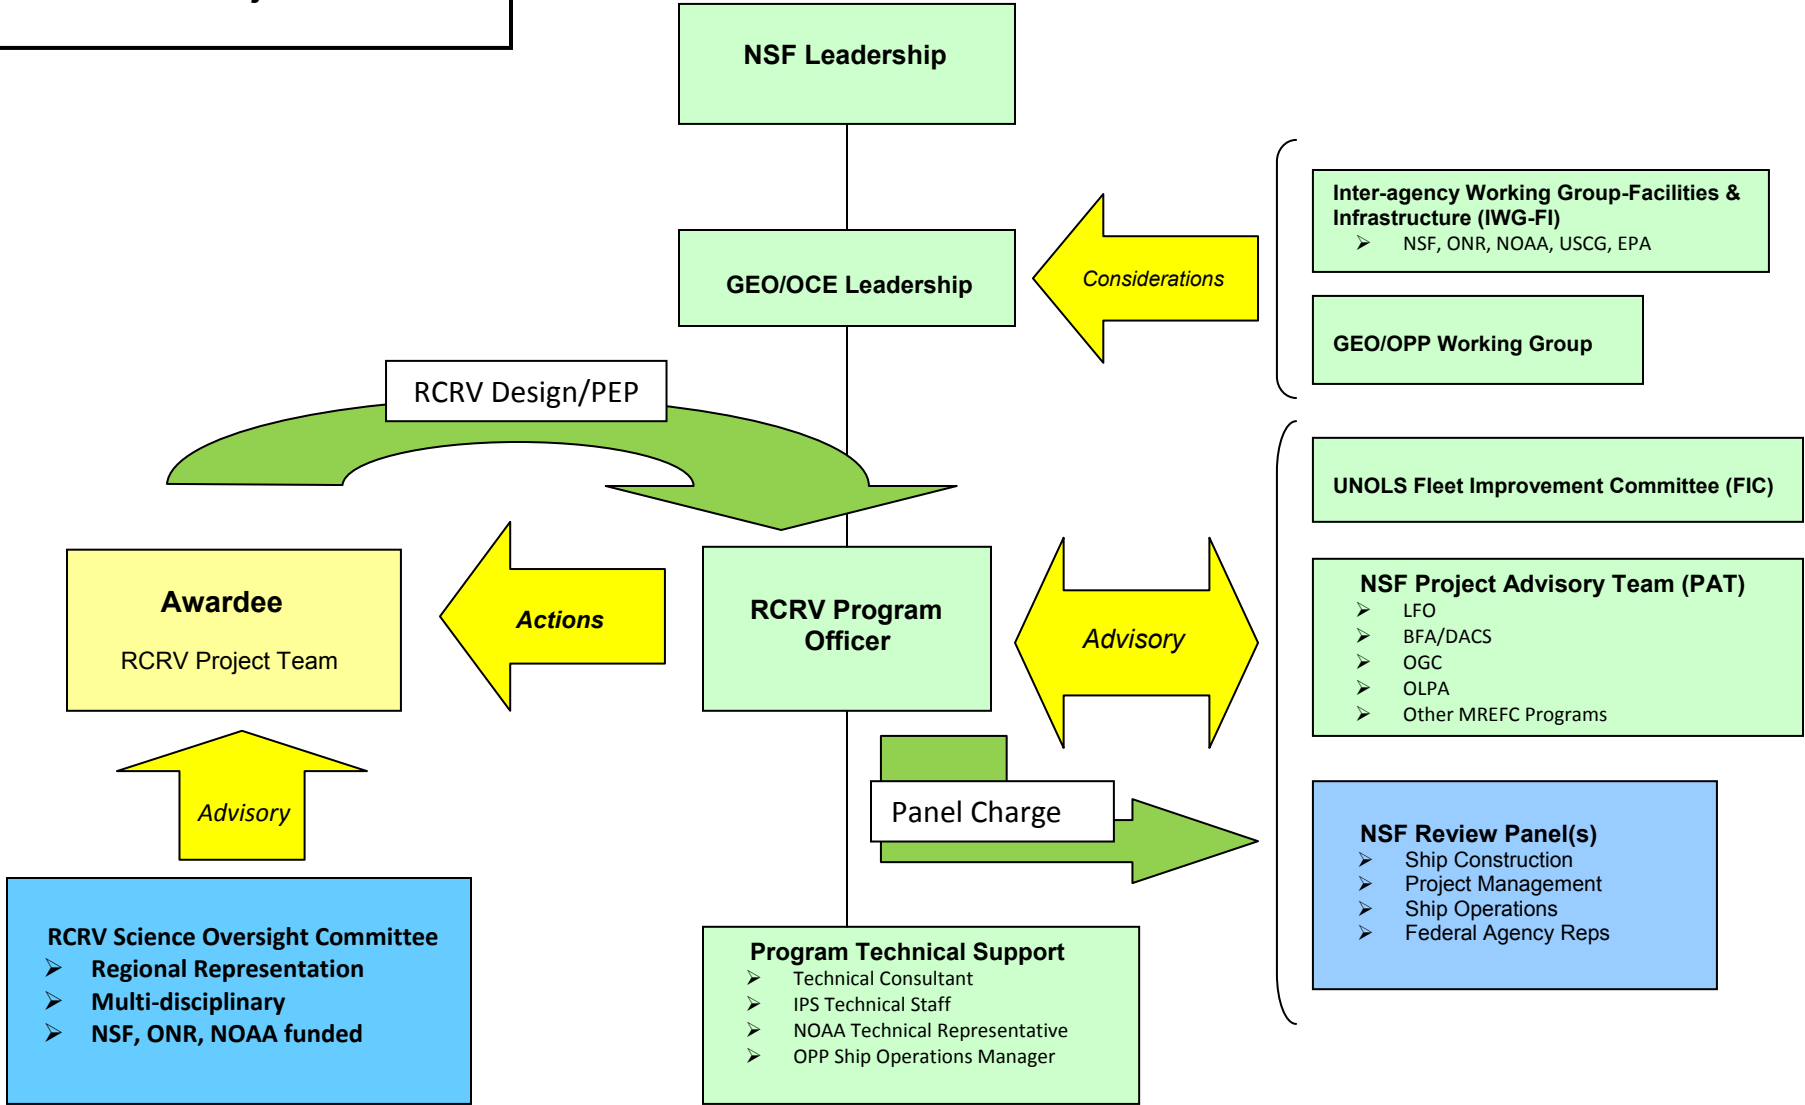 NSF Leadership
Inter-agency Working Group-Facilities &
Infrastructure (IWG-FI)
➢ NSF, ONR, NOAA, USCG, EPA
GEO/OCE Leadership
Considerations
GEO/OPP Working Group
RCRV Design/PEP
UNOLS Fleet Improvement Committee (FIC)
Awardee
RCRV Project Team
Actions
RCRV Program
Officer
Advisory
NSF Project Advisory Team (PAT)
➢ LFO
➢ BFA/DACS
➢ OGC
➢ OLPA
➢ Other MREFC Programs
Advisory
Panel Charge
NSF Review Panel(s)
➢ Ship Construction
➢ Project Management
➢ Ship Operations
➢ Federal Agency Reps
RCRV Science Oversight Committee
➢ Regional Representation
➢ Multi-disciplinary
➢ NSF, ONR, NOAA funded
Program Technical Support
➢ Technical Consultant
➢ IPS Technical Staff
➢ NOAA Technical Representative
➢ OPP Ship Operations Manager